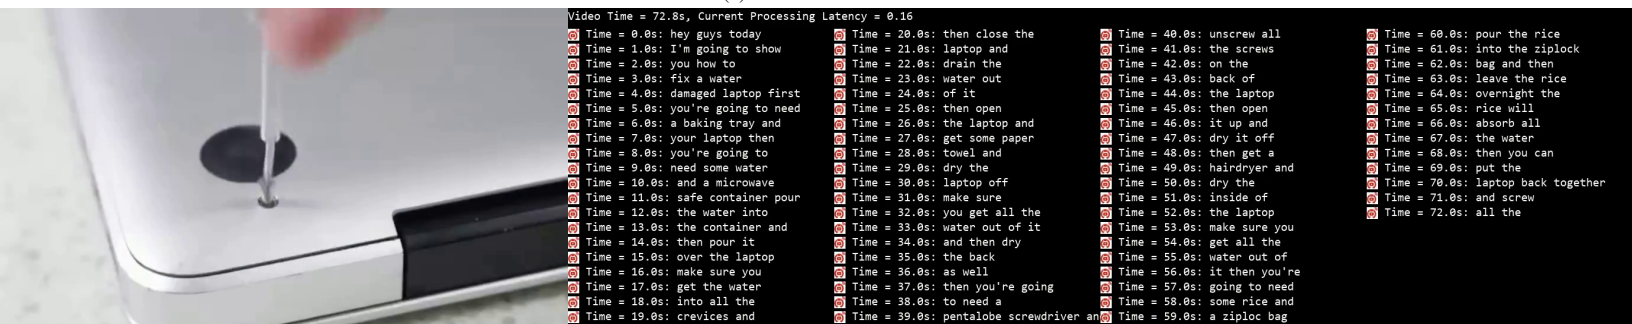 Video Time = 72.8s, Current Processing Latency = 0.16
Time = 0.0s: hey guys today
Time = 1.0s: I'm going to show
Time = 2.0s: you how to
Time = 3.0s: fix a water
Time = 4.0s: damaged laptop first
Time = 5.0s: you're going to need
Time = 6.0s: a baking tray and
Time = 7.0s: your laptop then
Time = 8.0s: you're going to
Time = 9.0s: need some water
Time = 10.0s: and a microwave
Time = 11.0s: safe container pour
Time = 12.0s: the water into
Time = 13.0s: the container and
Time = 14.0s: then pour it
Time = 15.0s: over the laptop
Time = 16.0s: make sure you
Time = 17.0s: get the water
Time = 18.0s: into all the
Time = 19.0s: crevices and
Time = 20.0s: then close the
Time = 21.0s: laptop and
Time = 22.0s: drain the
Time = 23.0s: water out
Time = 24.0s: of it
Time = 25.0s: then open
Time = 26.0s: the laptop and
Time = 27.0s: get some paper
Time = 28.0s: towel and
Time = 29.0s: dry the
Time = 30.0s: laptop off
Time = 31.0s: make sure
Time = 32.0s: you get all the
Time = 33.0s: water out of it
Time = 34.0s: and then dry
Time = 35.0s: the back
Time = 36.0s: as well
Time = 37.0s: then you're going
Time = 38.0s: to need a
Time = 39.0s: pentalobe screwdriver an
Time = 40.0s: unscrew all
Time = 41.0s: the screws
Time = 42.0s: on the
Time = 43.0s: back of
Time = 44.0s: the laptop
Time = 45.0s: then open
Time = 46.0s: it up and
Time = 47.0s: dry it off
Time = 48.0s: then get a
Time = 49.0s: hairdryer and
Time = 50.0s: dry the
Time = 51.0s: inside of
Time = 52.0s: the laptop
Time = 53.0s: make sure you
Time = 54.0s: get all the
Time = 55.0s: water out of
Time = 56.0s: it then you're
Time = 57.0s: going to need
Time = 58.0s: some rice and
Time = 59.0s: a ziploc bag
Time = 60.0s: pour the rice
Time = 61.0s: into the ziplock
Time = 62.0s: bag and then
Time = 63.0s: leave the rice
Time = 64.0s: overnight the
Time = 65.0s: rice will
Time = 66.0s: absorb all
Time = 67.0s: the water
Time = 68.0s: then you can
Time = 69.0s: put the
Time = 70.0s: laptop back together
Time = 71.0s: and screw
Time = 72.0s: all the